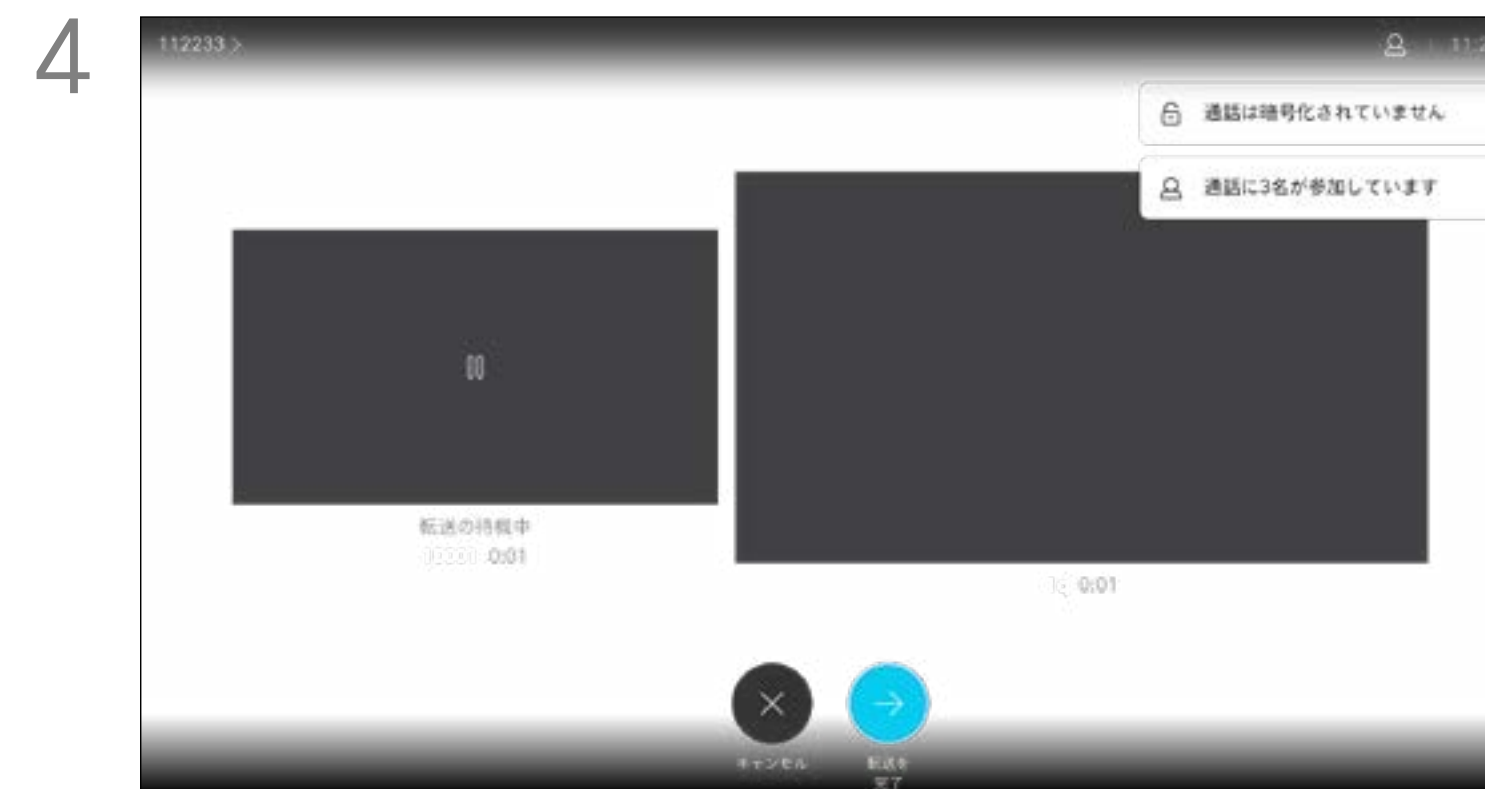 4
112233 >
通話は暗号化されていません
通話に3名が参加しています
転送の待機中
0:01
0:01
キャンセル
転送を
完了